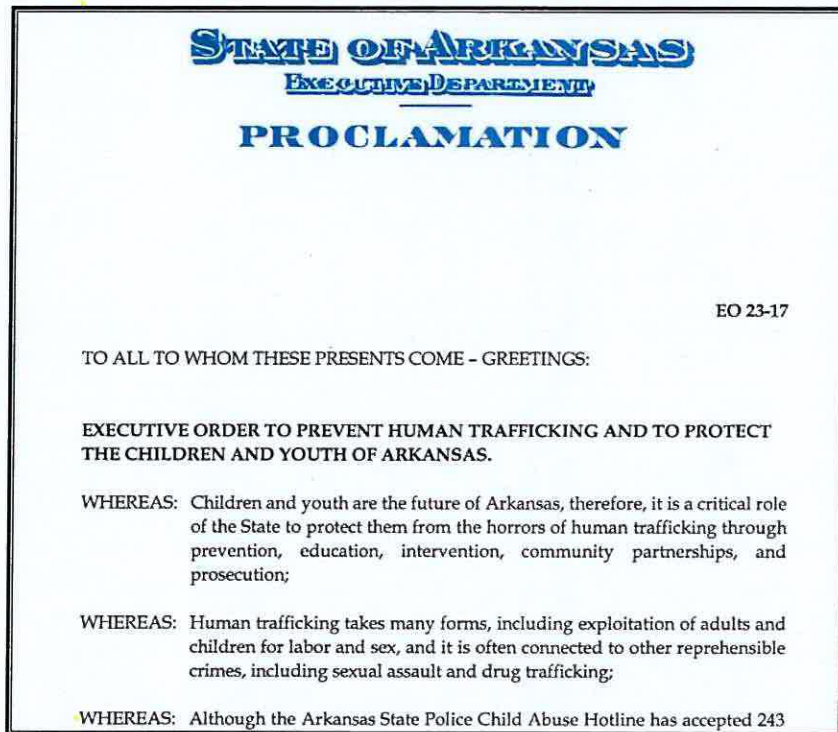 STATE OF ARKANSAS
EXECUTIVE DEPARTMENT
PROCLAMATION
EO 23-17
TO ALL TO WHOM THESE PRESENTS COME – GREETINGS:
EXECUTIVE ORDER TO PREVENT HUMAN TRAFFICKING AND TO PROTECT
THE CHILDREN AND YOUTH OF ARKANSAS.
WHEREAS: Children and youth are the future of Arkansas, therefore, it is a critical role
of the State to protect them from the horrors of human trafficking through
prevention, education, intervention, community partnerships, and
prosecution;
WHEREAS: Human trafficking takes many forms, including exploitation of adults and
children for labor and sex, and it is often connected to other reprehensible
crimes, including sexual assault and drug trafficking;
WHEREAS: Although the Arkansas State Police Child Abuse Hotline has accepted 243